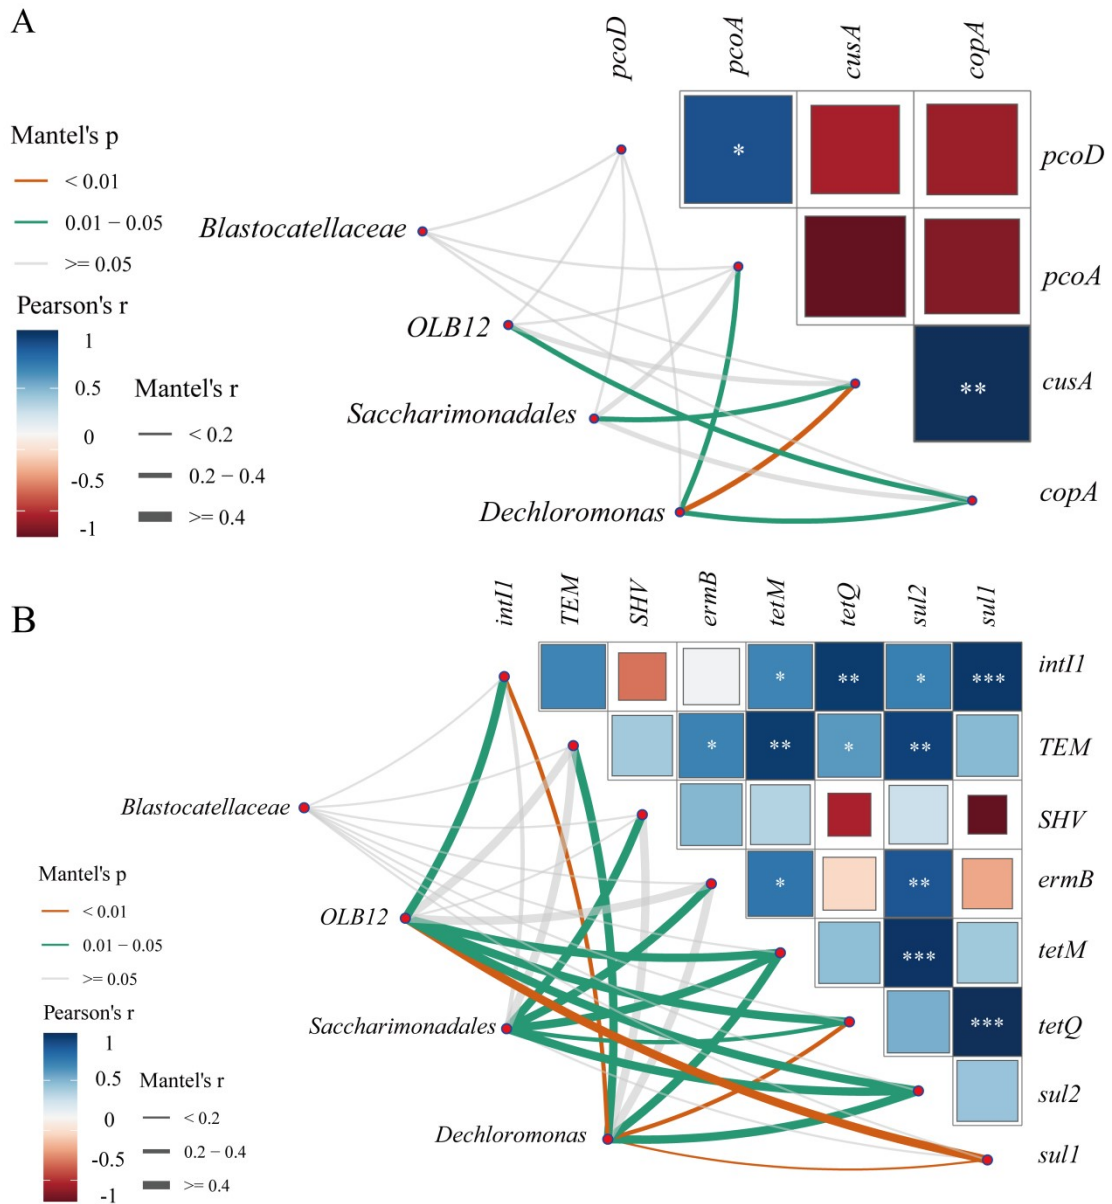 A
pcoD
pcoA
cusA
copA
Mantel's p
< 0.01
0.01 − 0.05
>= 0.05
Pearson's r
1
0.5
0
-0.5
-1
Mantel's r
< 0.2
0.2 − 0.4
>= 0.4
Blastocatellaceae
OLB12
Saccharimonadales
Dechloromonas
*
pcoD
pcoA
**
cusA
copA
B
intI1
TEM
SHV
ermB
tetM
tetQ
sul2
sul1
* ** * ***
intI1
* ** * **
TEM
SHV
* **
ermB
***
tetM
***
tetQ
sul2
sul1
Blastocatellaceae
OLB12
Saccharimonadales
Dechloromonas
Mantel's p
< 0.01
0.01 − 0.05
>= 0.05
Pearson's r
1
0.5
0
-0.5
-1
Mantel's r
< 0.2
0.2 − 0.4
>= 0.4